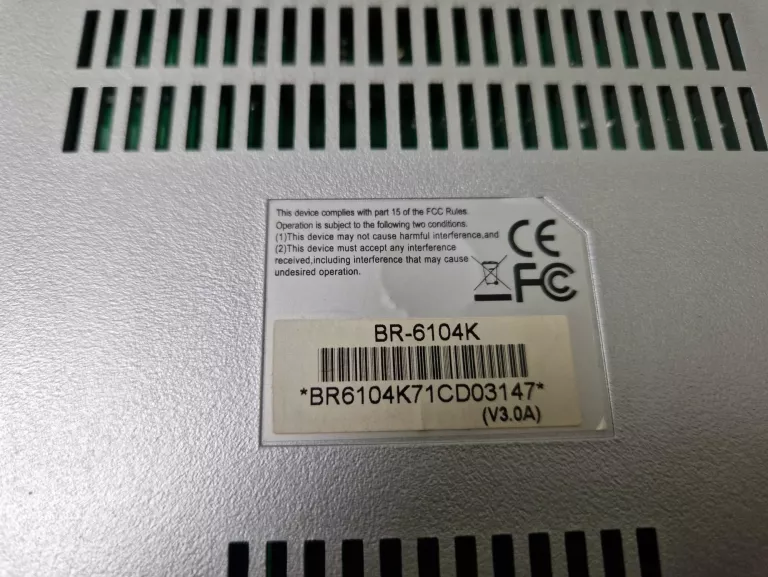 This device complies with part 15 of the FCC Rules.
Operation is subject to the following two conditions.
(1)This device may not cause harmful interference,and
(2)This device must accept any interference
received,including interference that may cause
undesired operation.
CE
FC
BR-6104K
*BR6104K71CD03147*
(V3.0A)